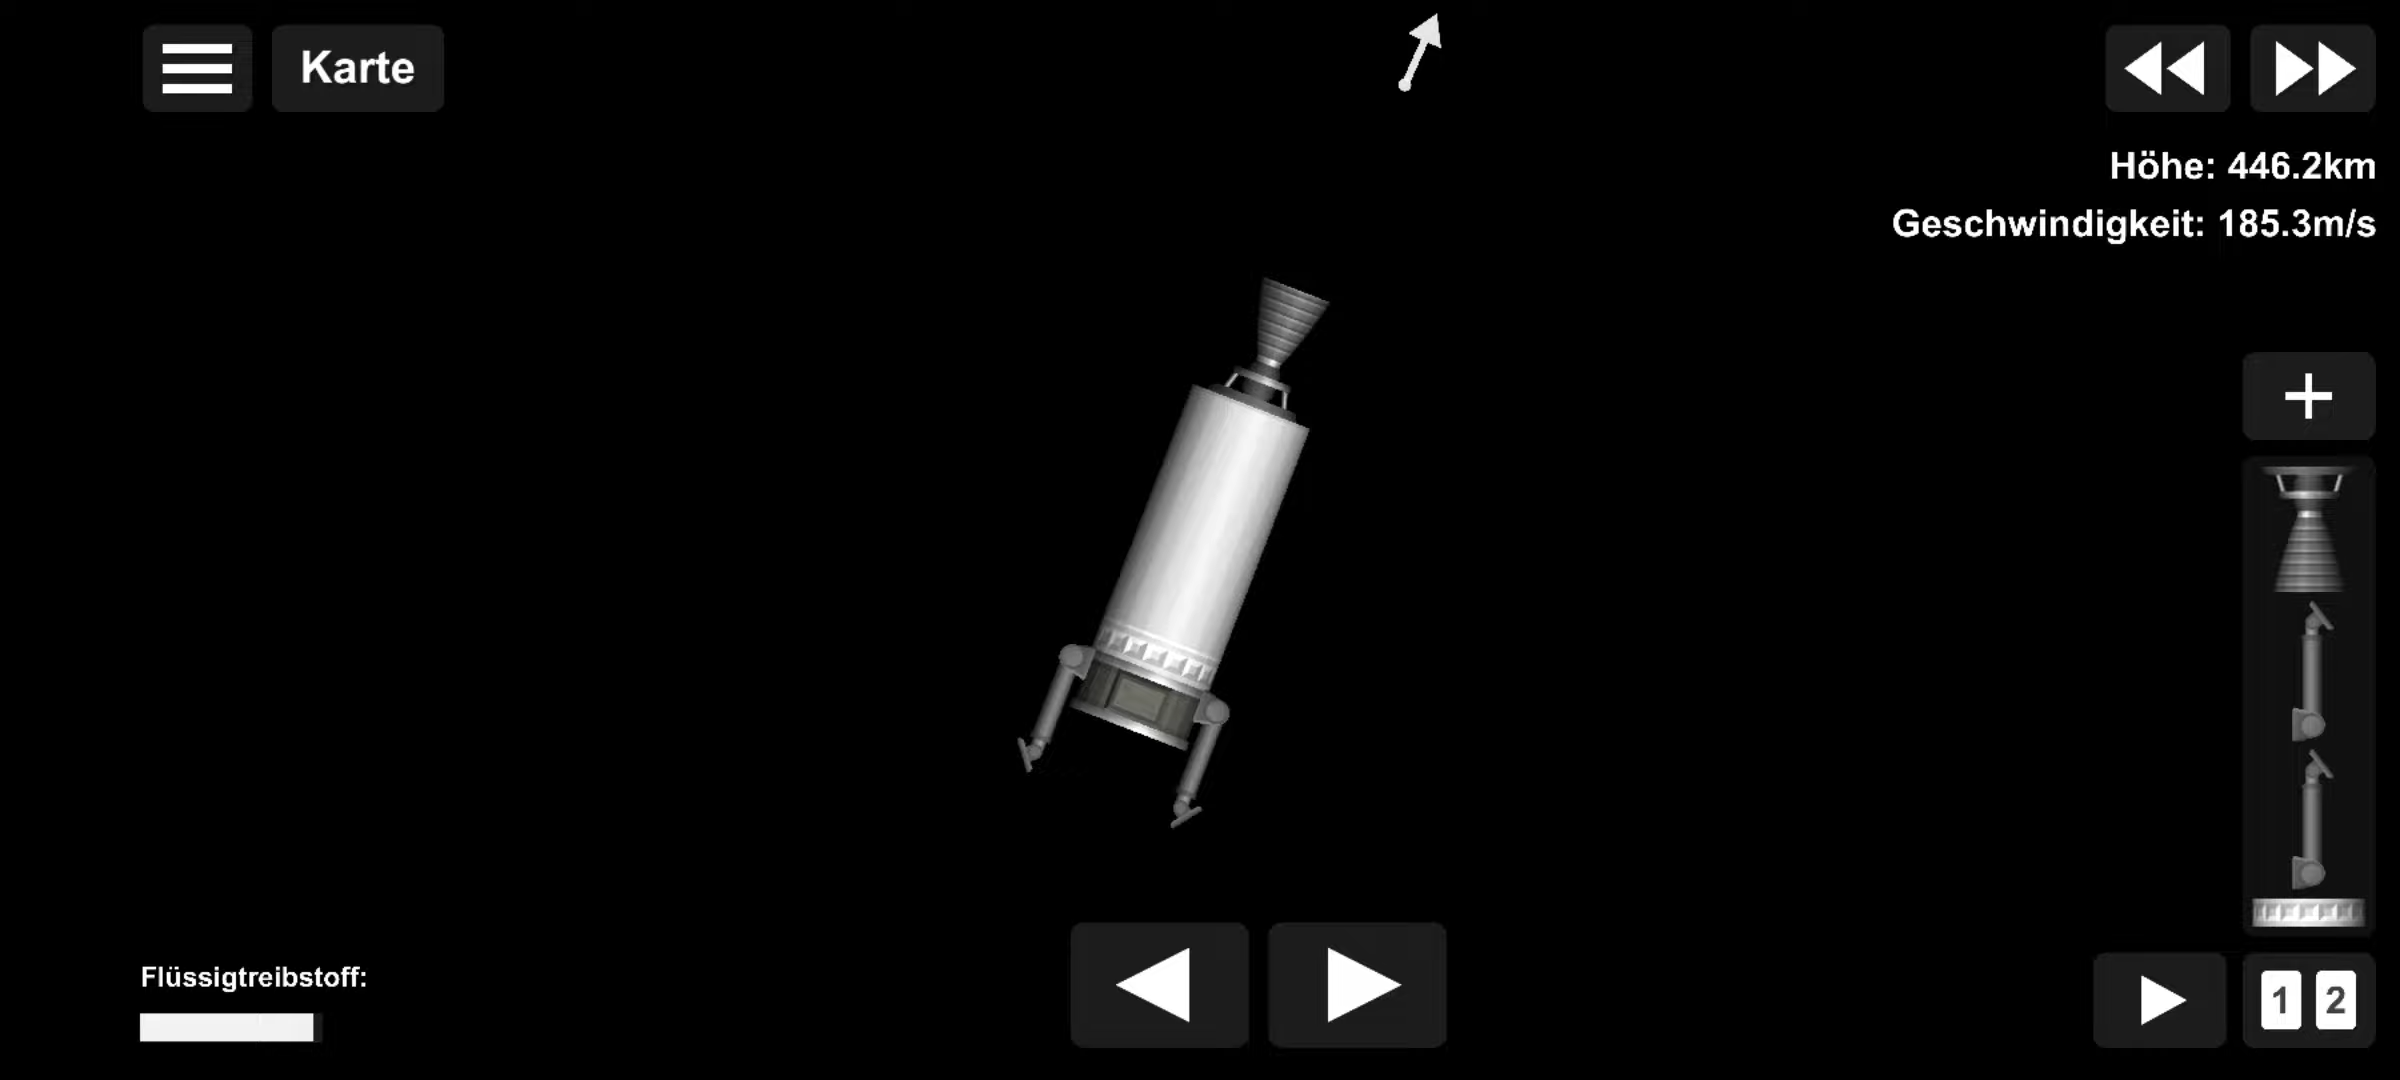 Karte
Höhe: 446.2km
Geschwindigkeit: 185.3m/s
Flüssigtreibstoff:
1 2